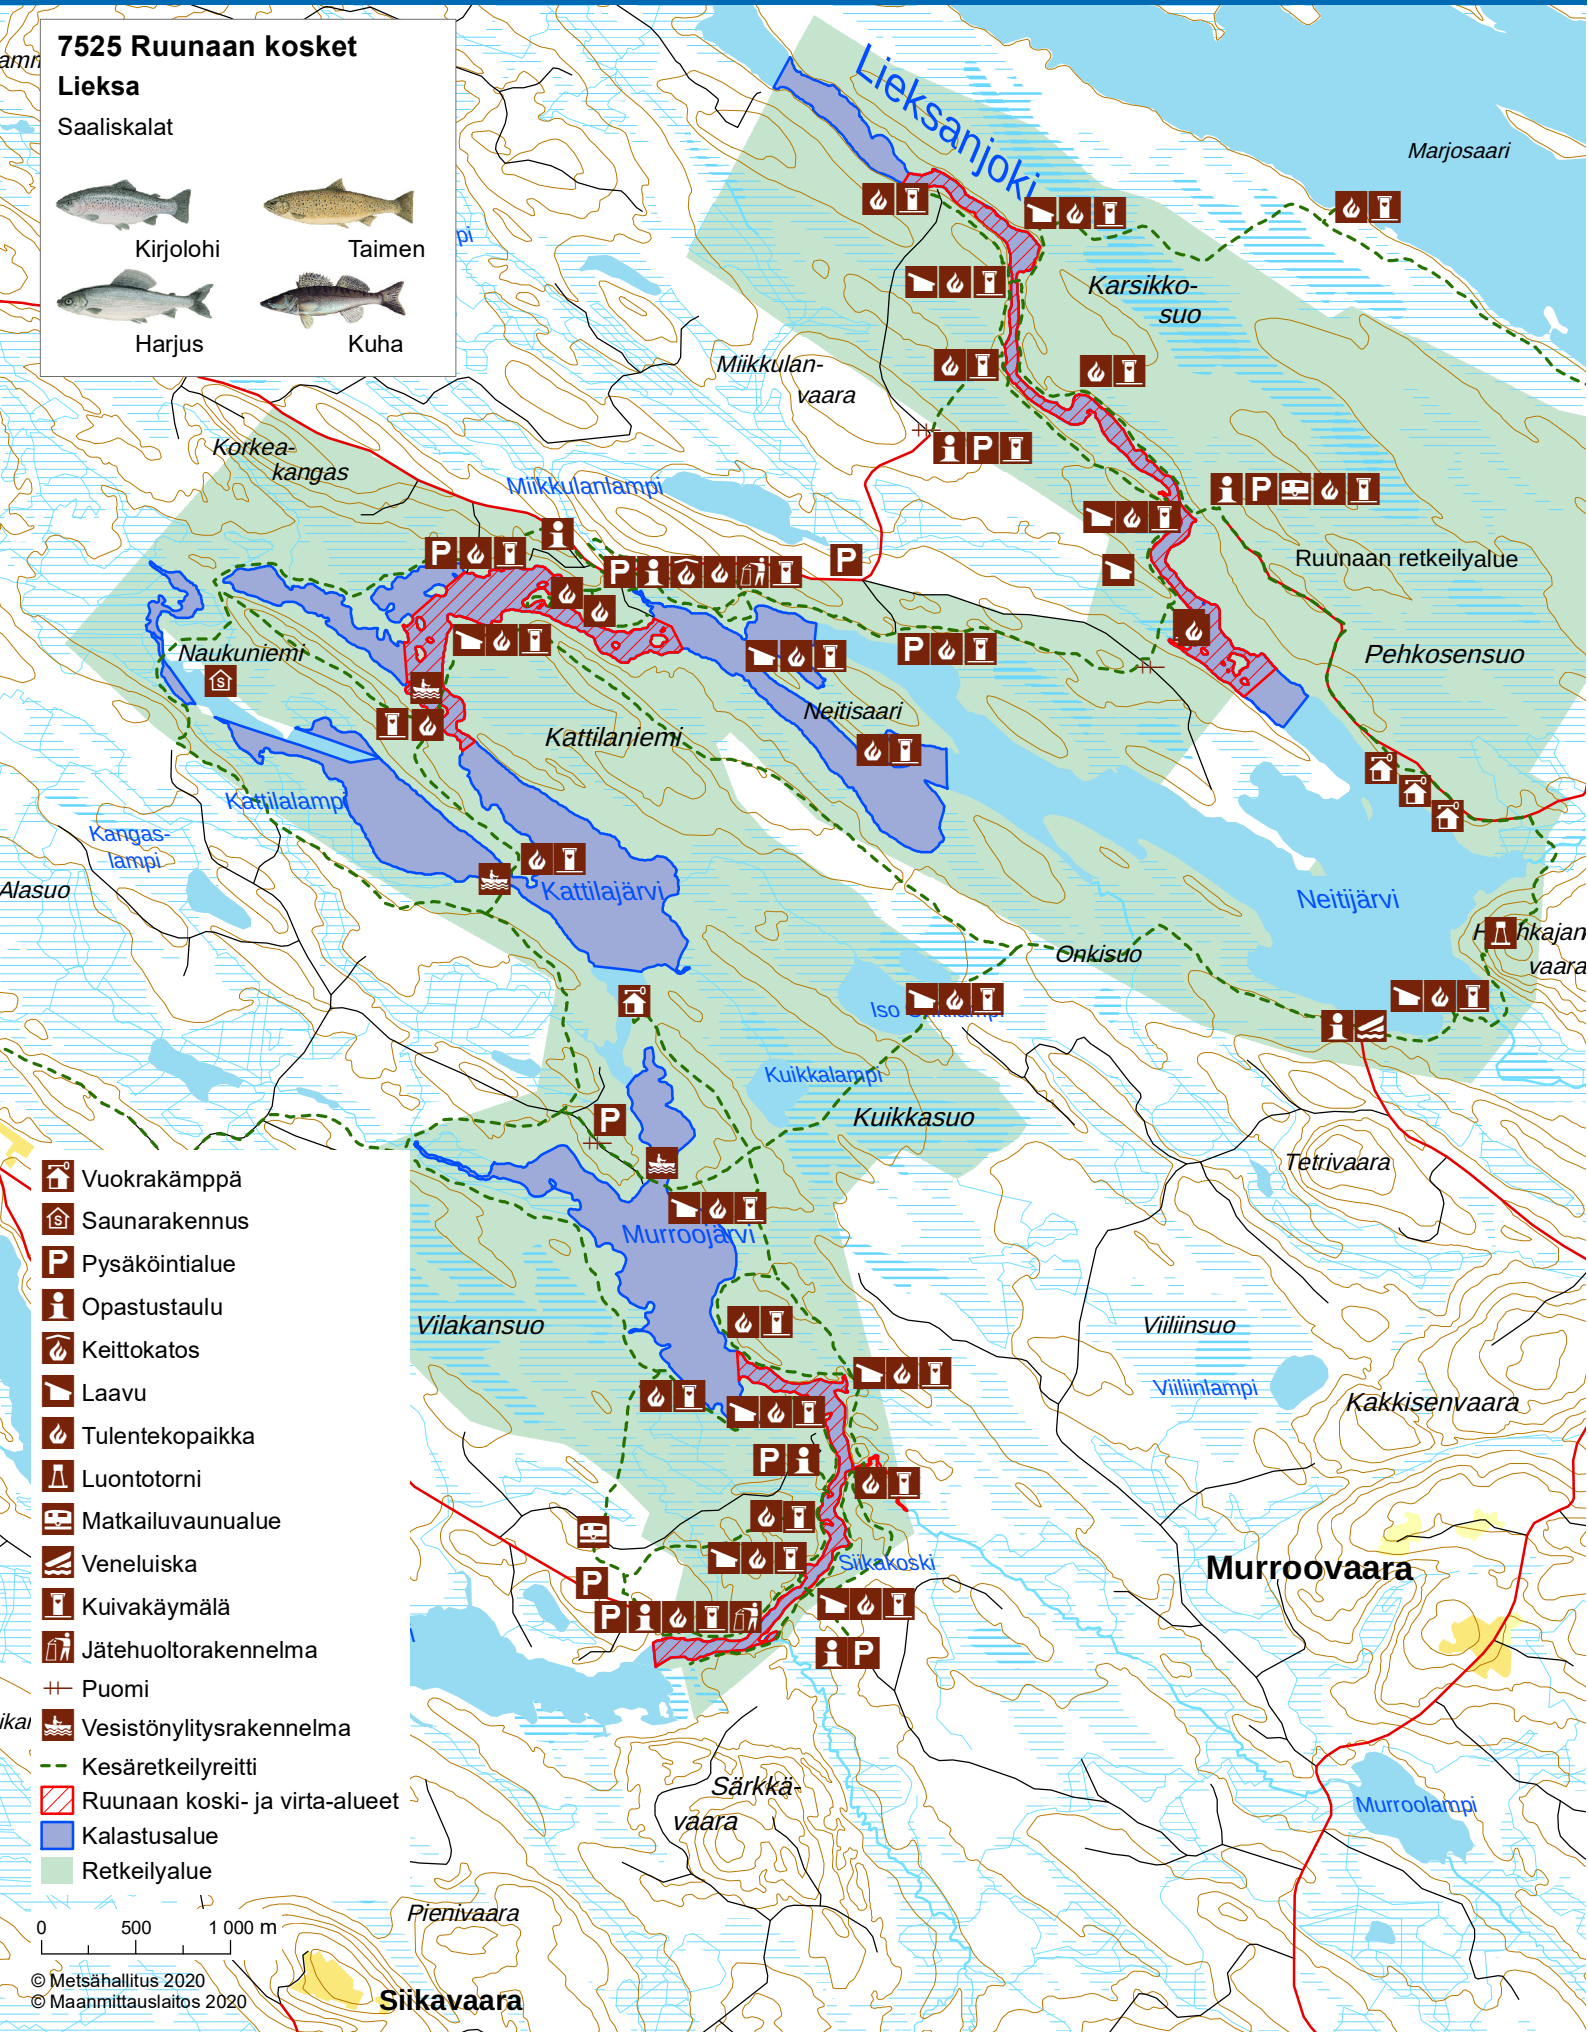 7525 Ruunaan kosket
Lieksa
Saaliskalat
Kirjolohi
Taimen
Harjus
Kuha
Lieksanjoki
Marjosaari
Karsikko-
suo
Miikkulan-
vaara
Korkea-
kangas
Miikkulanlampi
Ruunaan retkeilyalue
Pehkosensuo
Naukuniemi
Neitisaari
Kattilaniemi
Kattilalampi
Kangas-
lampi
Alasuo
Kattilajärvi
Neitijärvi
vaara
Onkisuo
Iso
Kuikkalampi
Kuikkasuo
Tetrivaara
Murroojärvi
Vilakansuo
Viiliinsuo
Viiliinlampi
Kakkisenvaara
Siikakoski
Murroovaara
Särkkä-
vaara
Murroolampi
Pienivaara
Siikavaara
Vuokrakämppä
Saunarakennus
P Pysäköintialue
Opastustaulu
Keittokatos
Laavu
Tulentekopaikka
Luontotorni
Matkailuvaunualue
Veneluiska
Kuivakäymälä
Jätehuoltorakennelma
Puomi
Vesistönylitysrakennelma
Kesäretkeilyreitti
Ruunaan koski- ja virta-alueet
Kalastusalue
Retkeilyalue
0 500 1 000 m
© Metsähallitus 2020
© Maanmittauslaitos 2020